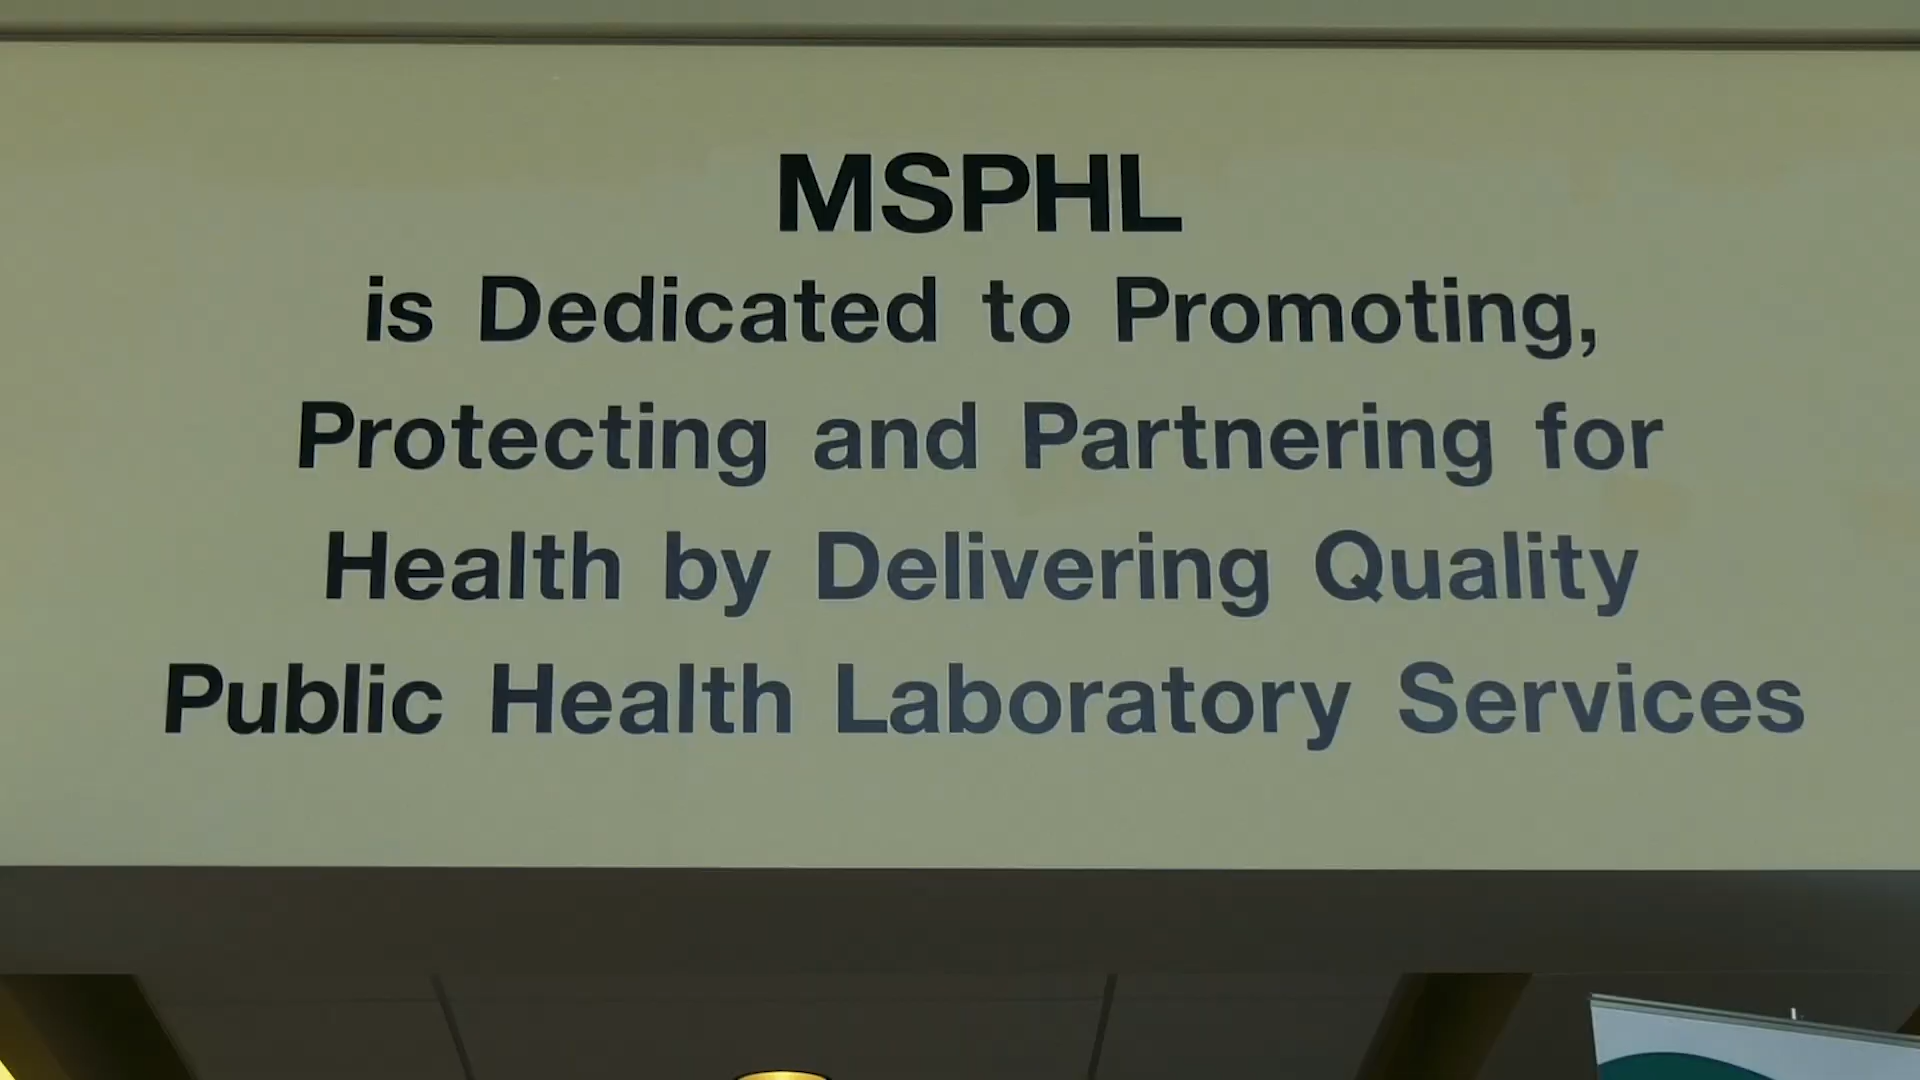 MSPHL
is Dedicated to Promoting,
Protecting and Partnering for
Health by Delivering Quality
Public Health Laboratory Services